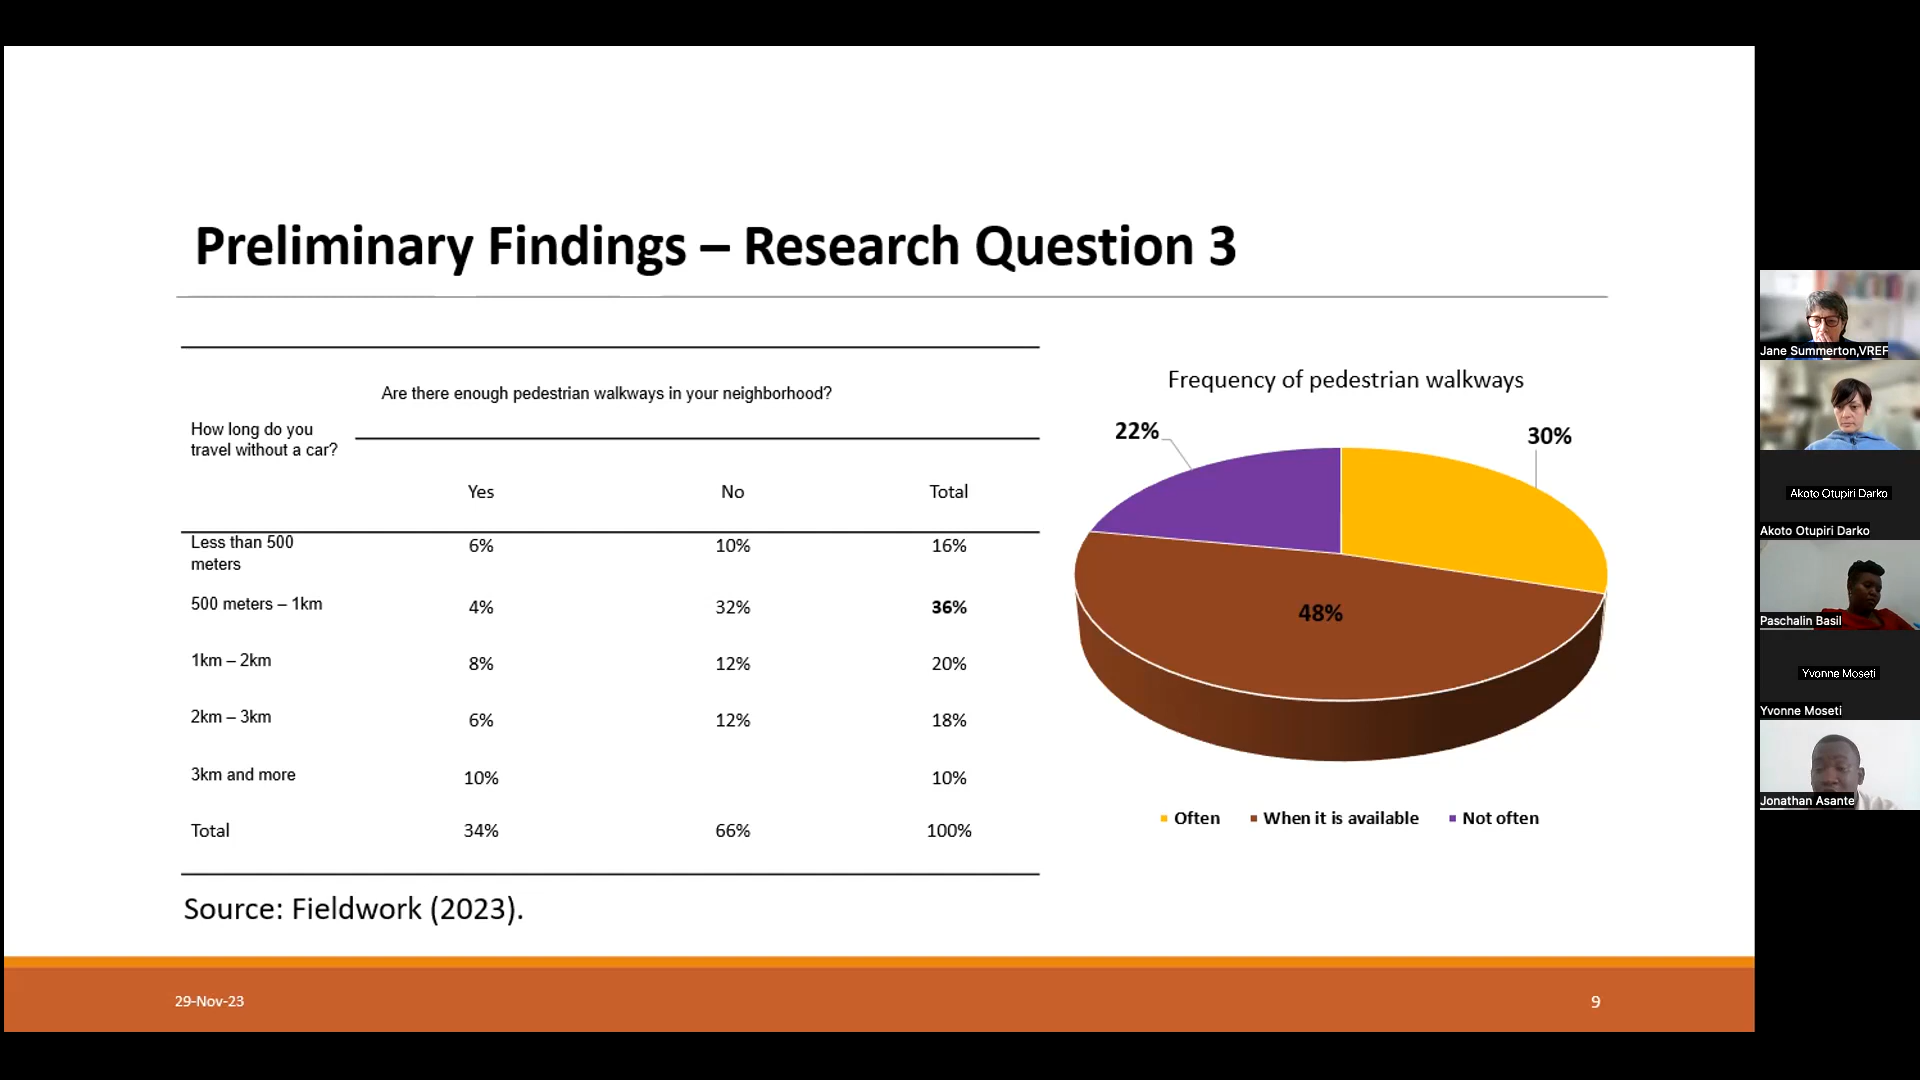 Preliminary Findings – Research Question 3
Are there enough pedestrian walkways in your neighborhood?
How long do you
travel without a car?
Yes No Total
Less than 500
meters
6% 10% 16%
500 meters – 1km 4% 32% 36%
1km – 2km 8% 12% 20%
2km – 3km 6% 12% 18%
3km and more 10% 10%
Total 34% 66% 100%
Source: Fieldwork (2023).
Frequency of pedestrian walkways
22%
30%
48%
Often When it is available Not often
29-Nov-23
9
Jane Summerton,VREF
Akoto Otupiri Darko
Akoto Otupiri Darko
Paschalin Basil
Yvonne Moseti
Yvonne Moseti
Jonathan Asante